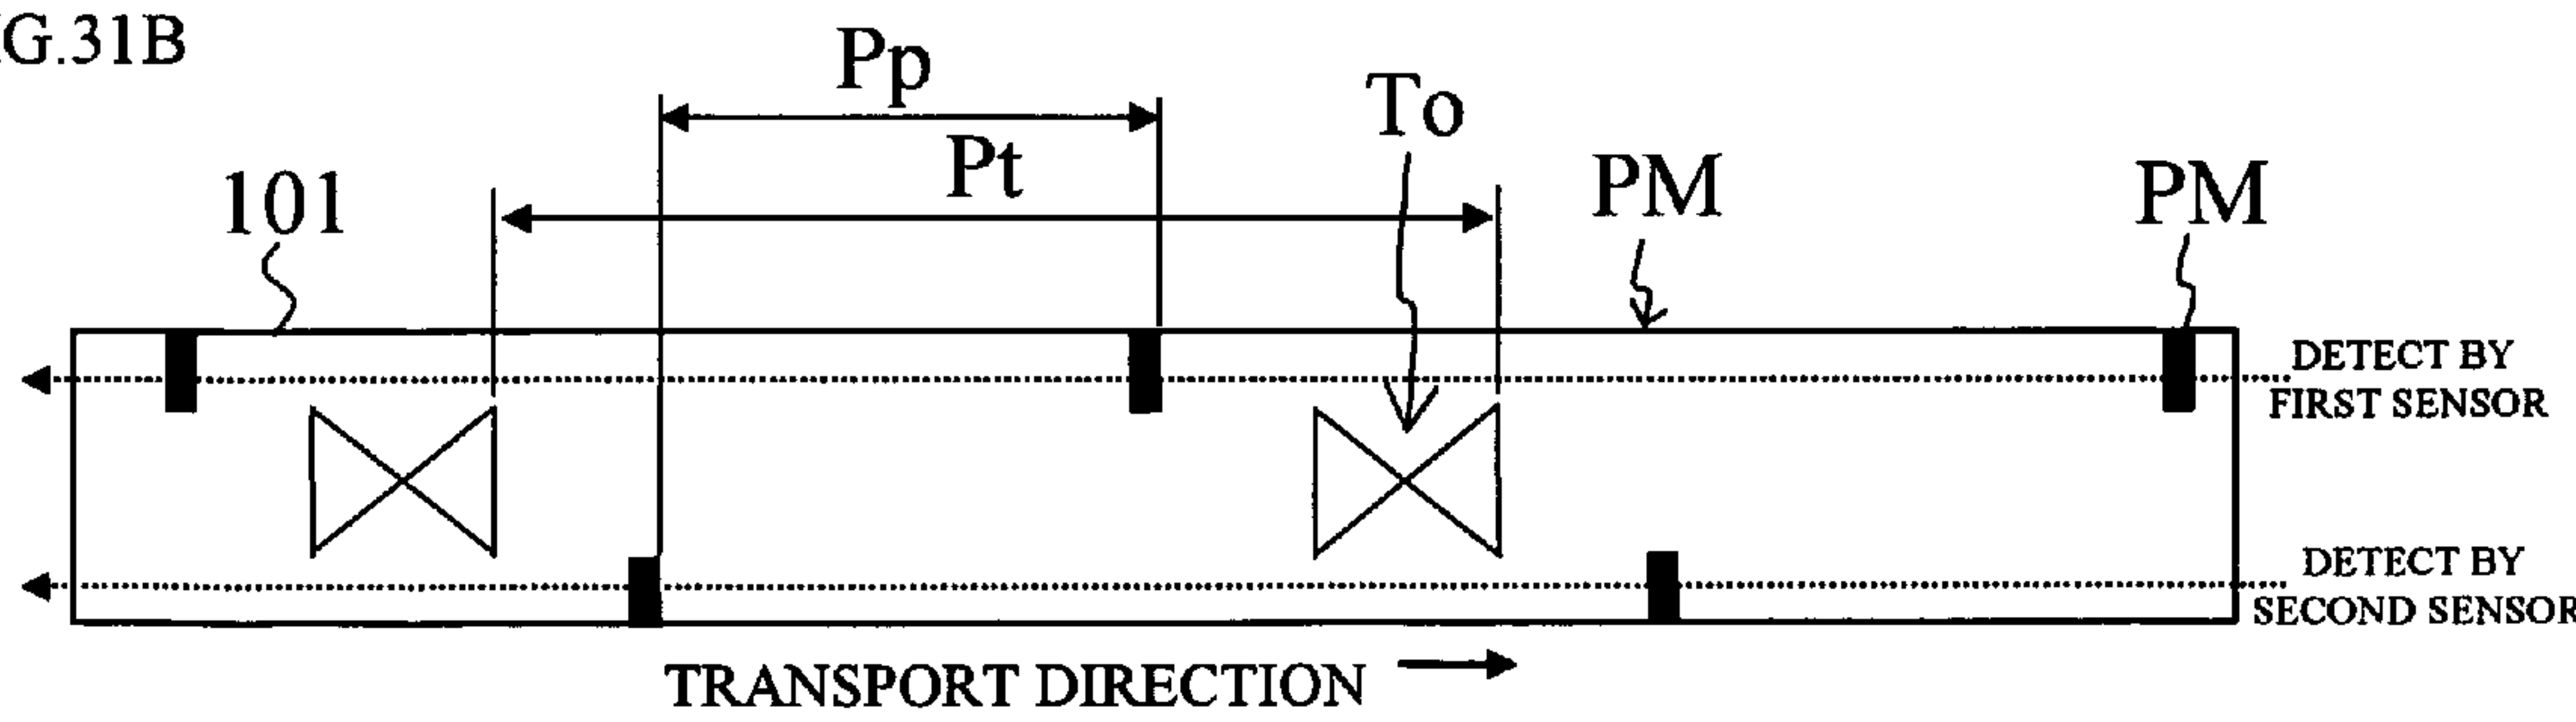 G.31B
Pp
To
Pt
PM
PM
101
DETECT BY
FIRST SENSOR
DETECT BY
SECOND SENSOR
TRANSPORT DIRECTION